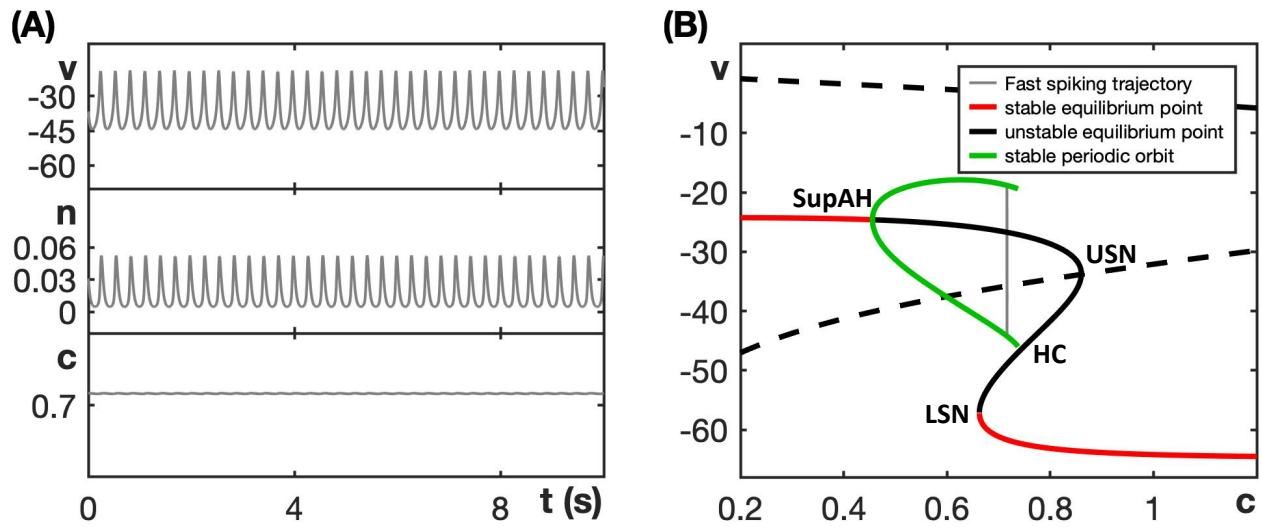 (A)
v
-30
-45
-60
n
0.06
0.03
0
c
0.7
0
4
8
t (s)
(B)
v
-10
-20
-30
-40
-50
-60
Fast spiking trajectory
stable equilibrium point
unstable equilibrium point
stable periodic orbit
SupAH
USN
HC
LSN
0.2
0.4
0.6
0.8
1
c